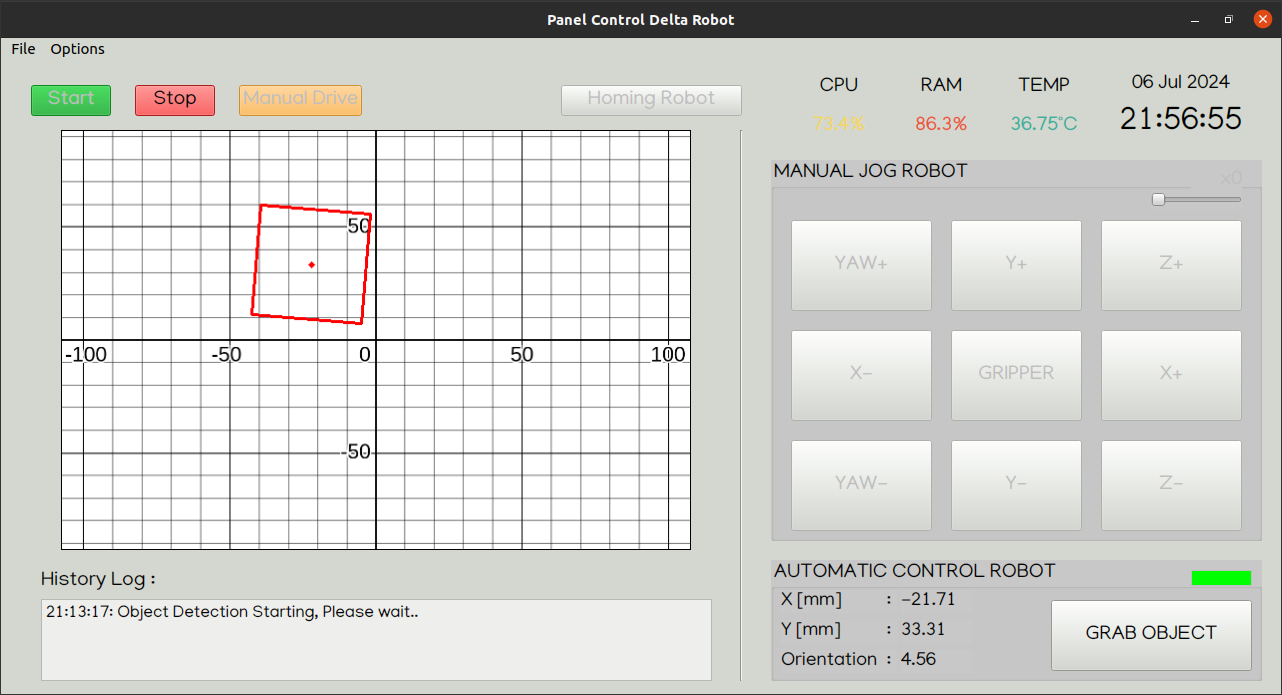 Panel Control Delta Robot
File Options
Start Stop Manual Drive Homing Robot
CPU RAM TEMP 06 Jul 2024
73.4% 86.3% 36.75°C 21:56:55
50
-100 -50 0 50 100
-50
MANUAL JOG ROBOT
x0
YAW+ Y+ Z+
X- GRIPPER X+
YAW- Y- Z-
History Log :
21:13:17: Object Detection Starting, Please wait..
AUTOMATIC CONTROL ROBOT
X [mm] : -21.71
Y [mm] : 33.31
Orientation : 4.56
GRAB OBJECT